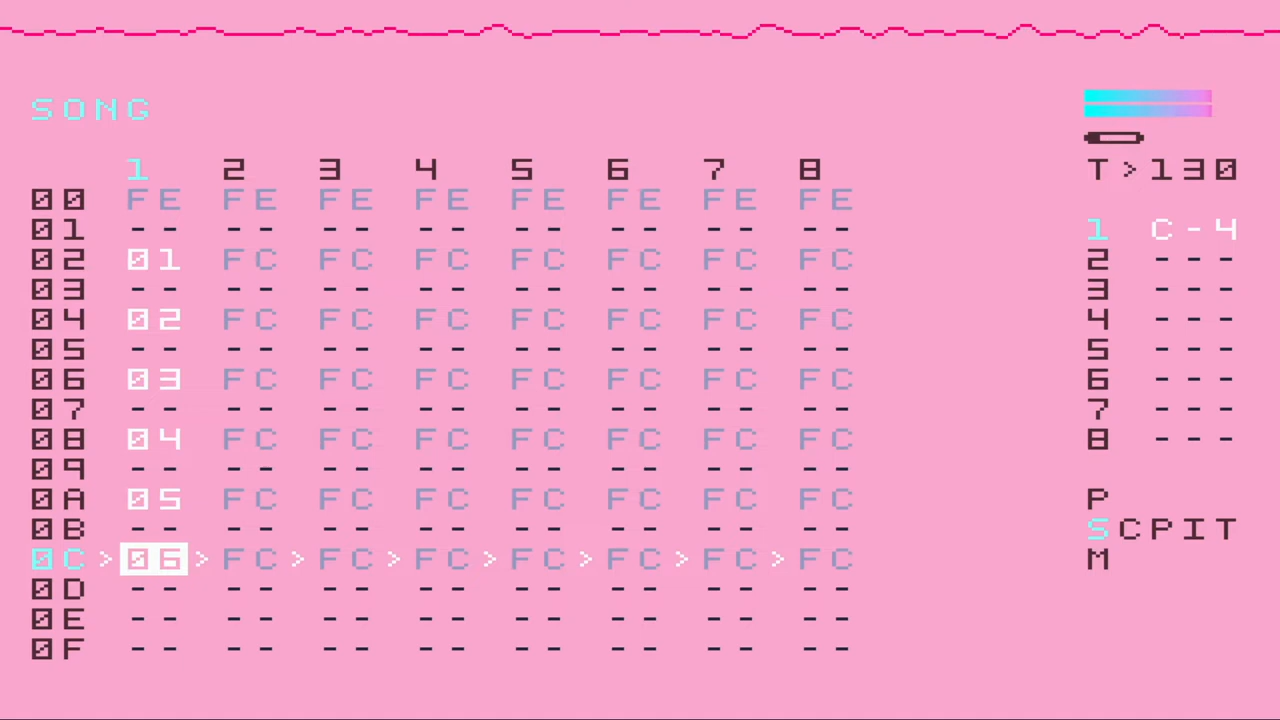 SONG
1 2 3 4 5 6 7 8 T>130
00 FE FE FE FE FE FE FE FE
01 -- -- -- -- -- -- -- -- 1 C-4
02 01 FC FC FC FC FC FC FC 2 ---
03 -- -- -- -- -- -- -- -- 3 ---
04 02 FC FC FC FC FC FC FC 4 ---
05 -- -- -- -- -- -- -- -- 5 ---
06 03 FC FC FC FC FC FC FC 6 ---
07 -- -- -- -- -- -- -- -- 7 ---
08 04 FC FC FC FC FC FC FC 8 ---
09 -- -- -- -- -- -- -- --
0A 05 FC FC FC FC FC FC FC P
0B -- -- -- -- -- -- -- -- SCPIT
0C>06>FC>FC>FC>FC>FC>FC>FC M
0D -- -- -- -- -- -- -- --
0E -- -- -- -- -- -- -- --
0F -- -- -- -- -- -- -- --